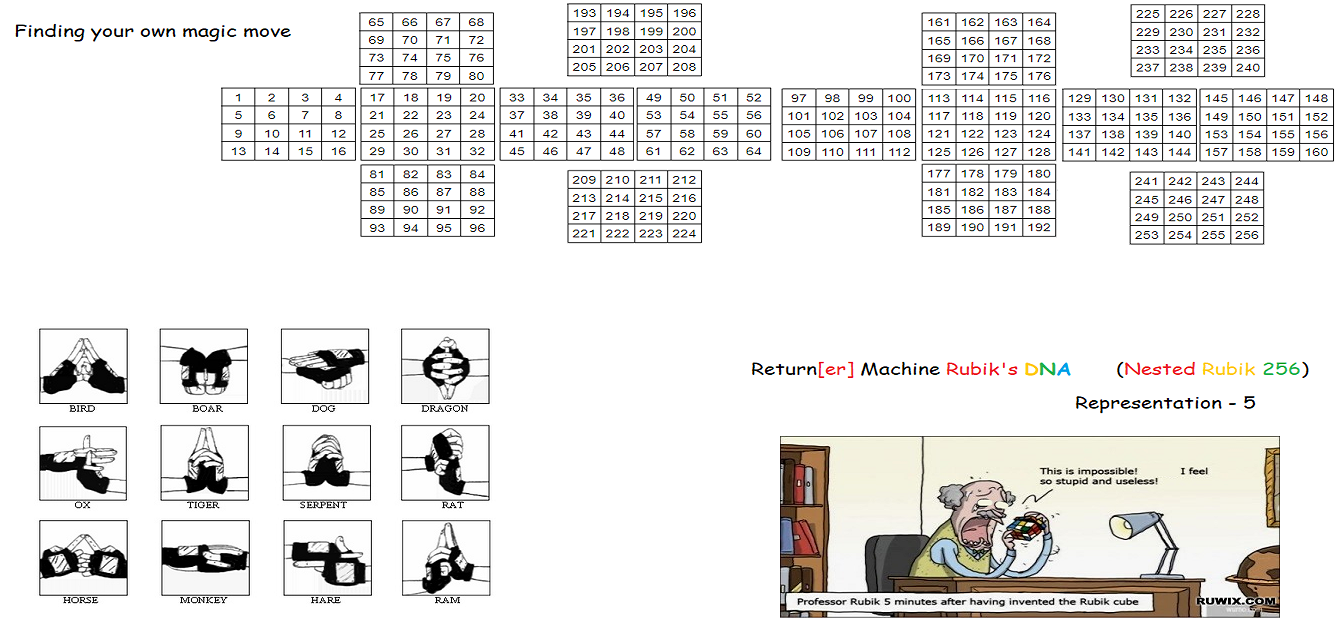 Finding your own magic move
65 66 67 68
69 70 71 72
73 74 75 76
77 78 79 80
193 194 195 196
197 198 199 200
201 202 203 204
205 206 207 208
161 162 163 164
165 166 167 168
169 170 171 172
173 174 175 176
225 226 227 228
229 230 231 232
233 234 235 236
237 238 239 240
1 2 3 4
5 6 7 8
9 10 11 12
13 14 15 16
17 18 19 20
21 22 23 24
25 26 27 28
29 30 31 32
33 34 35 36
37 38 39 40
41 42 43 44
45 46 47 48
49 50 51 52
53 54 55 56
57 58 59 60
61 62 63 64
97 98 99 100
101 102 103 104
105 106 107 108
109 110 111 112
113 114 115 116
117 118 119 120
121 122 123 124
125 126 127 128
129 130 131 132
133 134 135 136
137 138 139 140
141 142 143 144
145 146 147 148
149 150 151 152
153 154 155 156
157 158 159 160
81 82 83 84
85 86 87 88
89 90 91 92
93 94 95 96
209 210 211 212
213 214 215 216
217 218 219 220
221 222 223 224
177 178 179 180
181 182 183 184
185 186 187 188
189 190 191 192
241 242 243 244
245 246 247 248
249 250 251 252
253 254 255 256
BIRD BOAR DOG DRAGON
OX TIGER SERPENT RAT
HORSE MONKEY HARE RAM
Return[er] Machine Rubik's DNA (Nested Rubik 256)
Representation - 5
This is impossible! I feel
so stupid and useless!
Professor Rubik 5 minutes after having invented the Rubik cube
RUWIX.COM